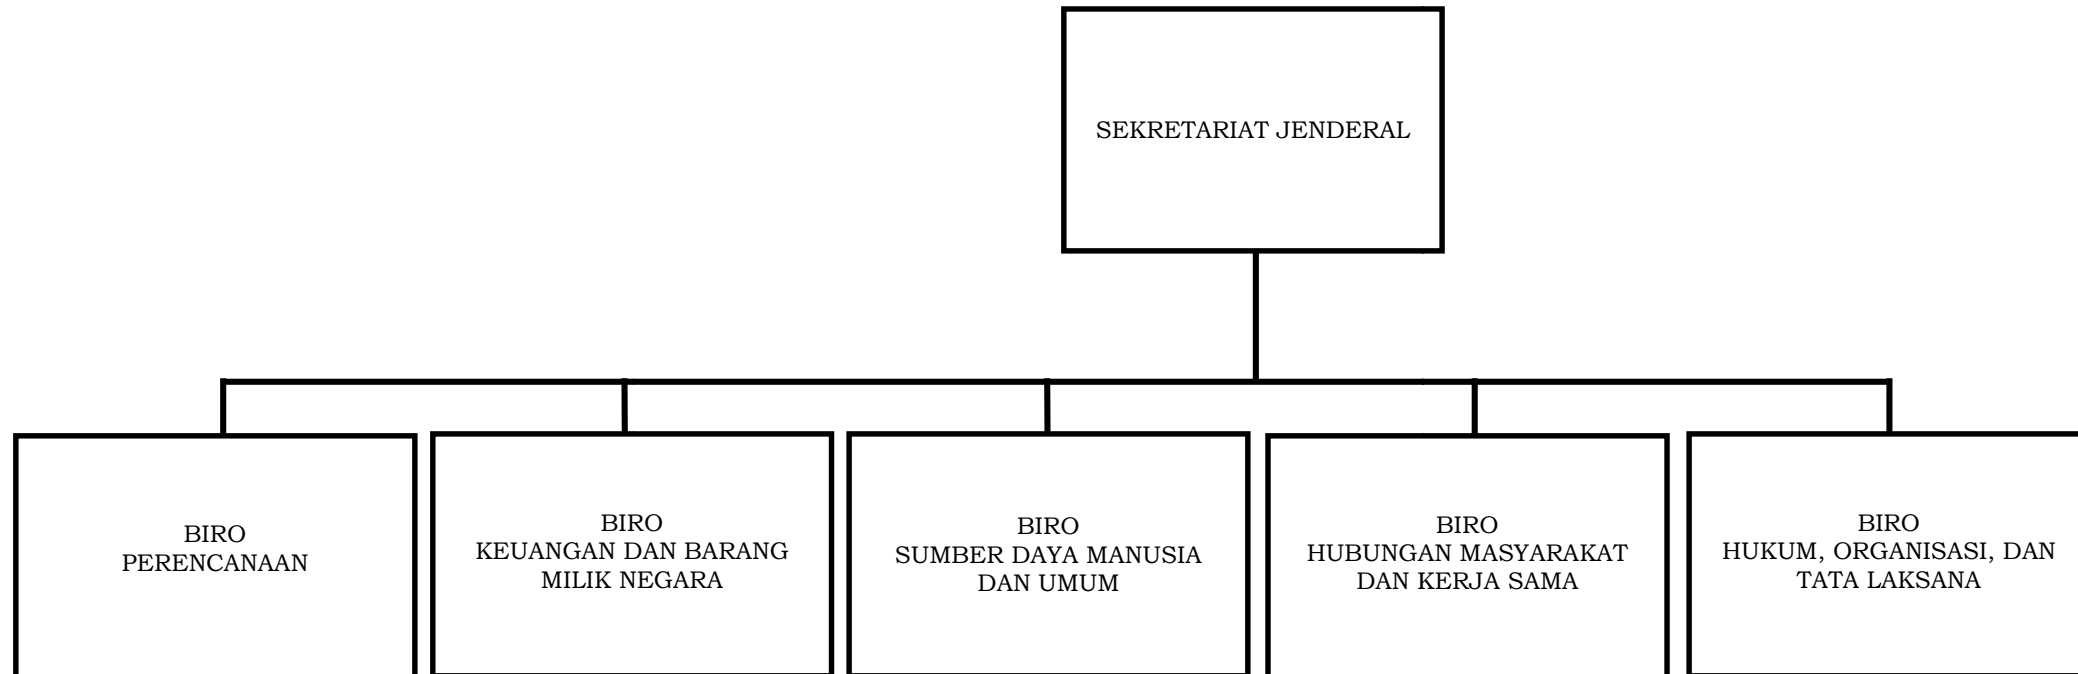 SEKRETARIAT JENDERAL
BIRO
PERENCANAAN
BIRO
KEUANGAN DAN BARANG
MILIK NEGARA
BIRO
SUMBER DAYA MANUSIA
DAN UMUM
BIRO
HUBUNGAN MASYARAKAT
DAN KERJA SAMA
BIRO
HUKUM, ORGANISASI, DAN
TATA LAKSANA